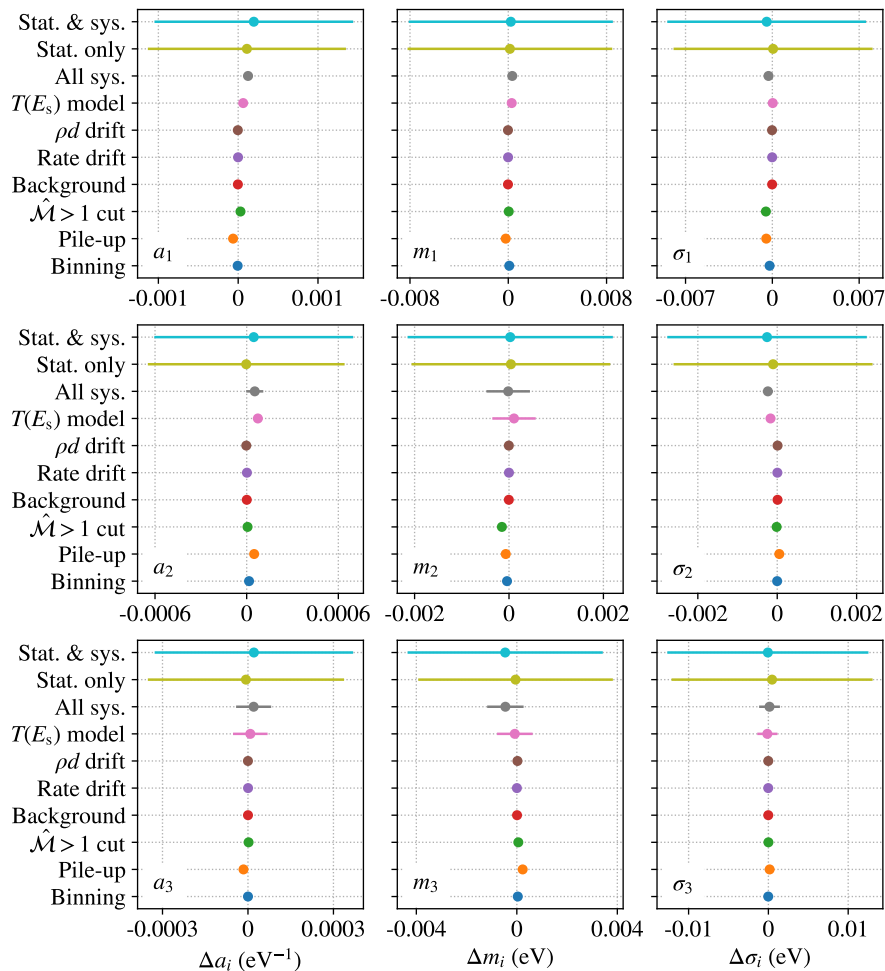 Stat. & sys.
Stat. only
All sys.
T(Eₛ) model
ρd drift
Rate drift
Background
ℳ̂ > 1 cut
Pile-up
Binning
a₁
m₁
σ₁
-0.001 0 0.001
-0.008 0 0.008
-0.007 0 0.007
Stat. & sys.
Stat. only
All sys.
T(Eₛ) model
ρd drift
Rate drift
Background
ℳ̂ > 1 cut
Pile-up
Binning
a₂
m₂
σ₂
-0.0006 0 0.0006
-0.002 0 0.002
-0.002 0 0.002
Stat. & sys.
Stat. only
All sys.
T(Eₛ) model
ρd drift
Rate drift
Background
ℳ̂ > 1 cut
Pile-up
Binning
a₃
m₃
σ₃
-0.0003 0 0.0003
-0.004 0 0.004
-0.01 0 0.01
Δaᵢ (eV⁻¹)
Δmᵢ (eV)
Δσᵢ (eV)